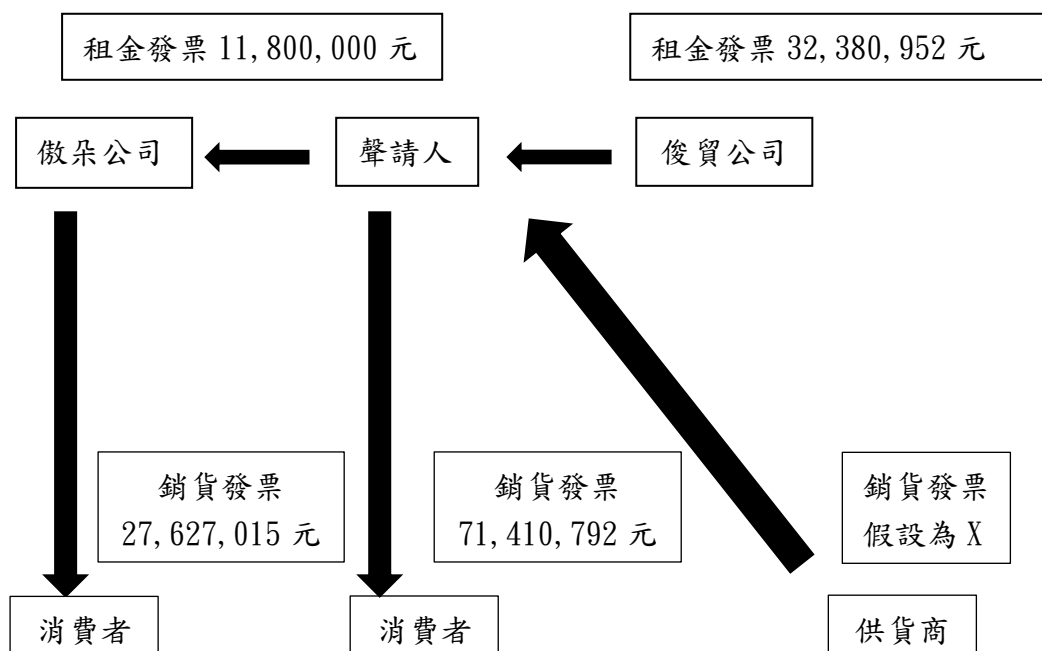 租金發票 11,800,000 元
租金發票 32,380,952 元
傲朵公司
聲請人
俊貿公司
銷貨發票
27,627,015 元
銷貨發票
71,410,792 元
銷貨發票
假設為 X
消費者
消費者
供貨商